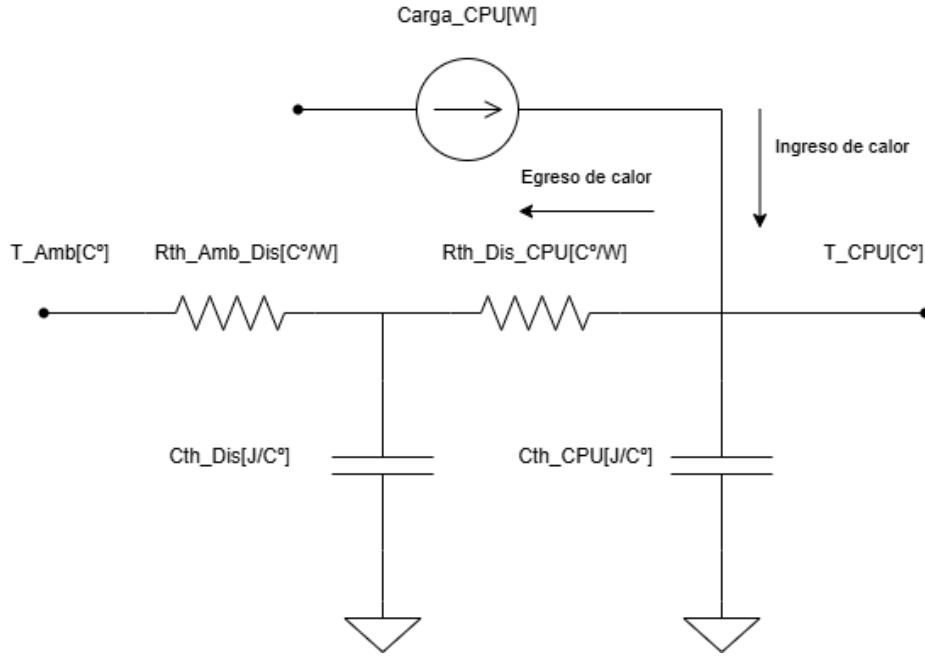 Carga_CPU[W]
Ingreso de calor
Egreso de calor
T_Amb[Cº]
Rth_Amb_Dis[Cº/W]
Rth_Dis_CPU[Cº/W]
T_CPU[Cº]
Cth_Dis[J/Cº]
Cth_CPU[J/Cº]